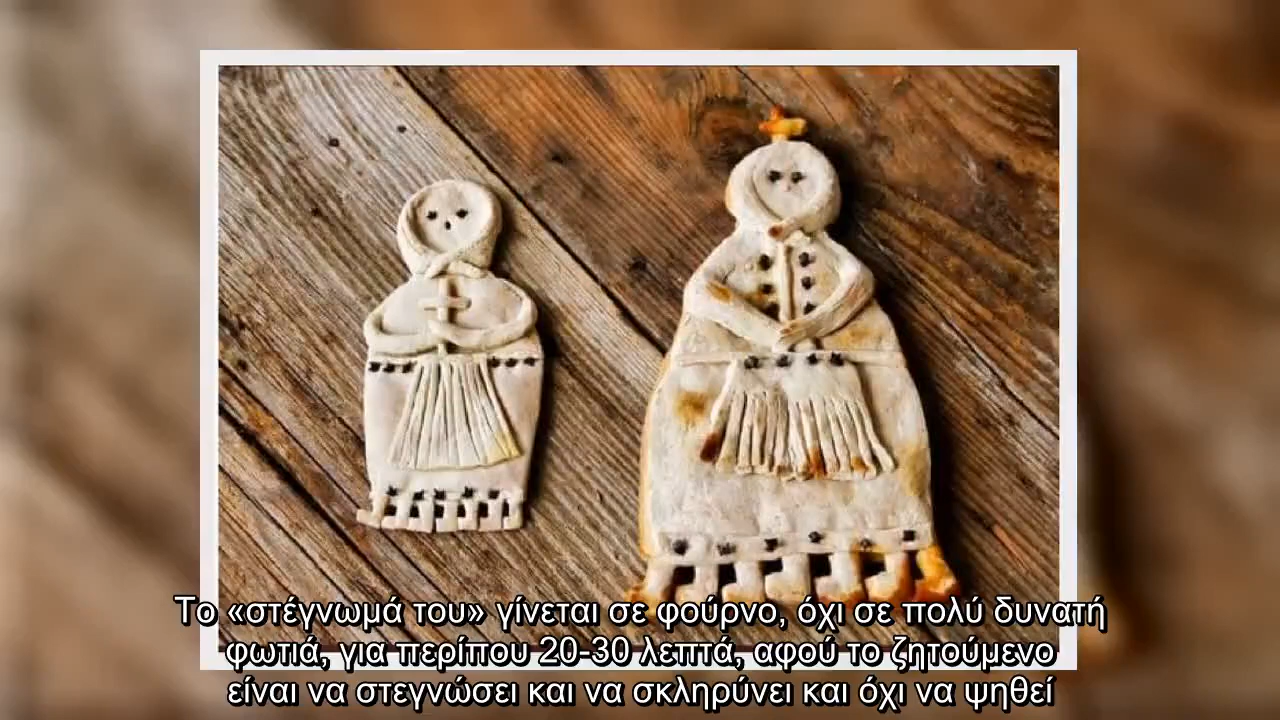 Το «στέγνωμά του» γίνεται σε φούρνο, όχι σε πολύ δυνατή
φωτιά, για περίπου 20-30 λεπτά, αφού το ζητούμενο
είναι να στεγνώσει και να σκληρύνει και όχι να ψηθεί